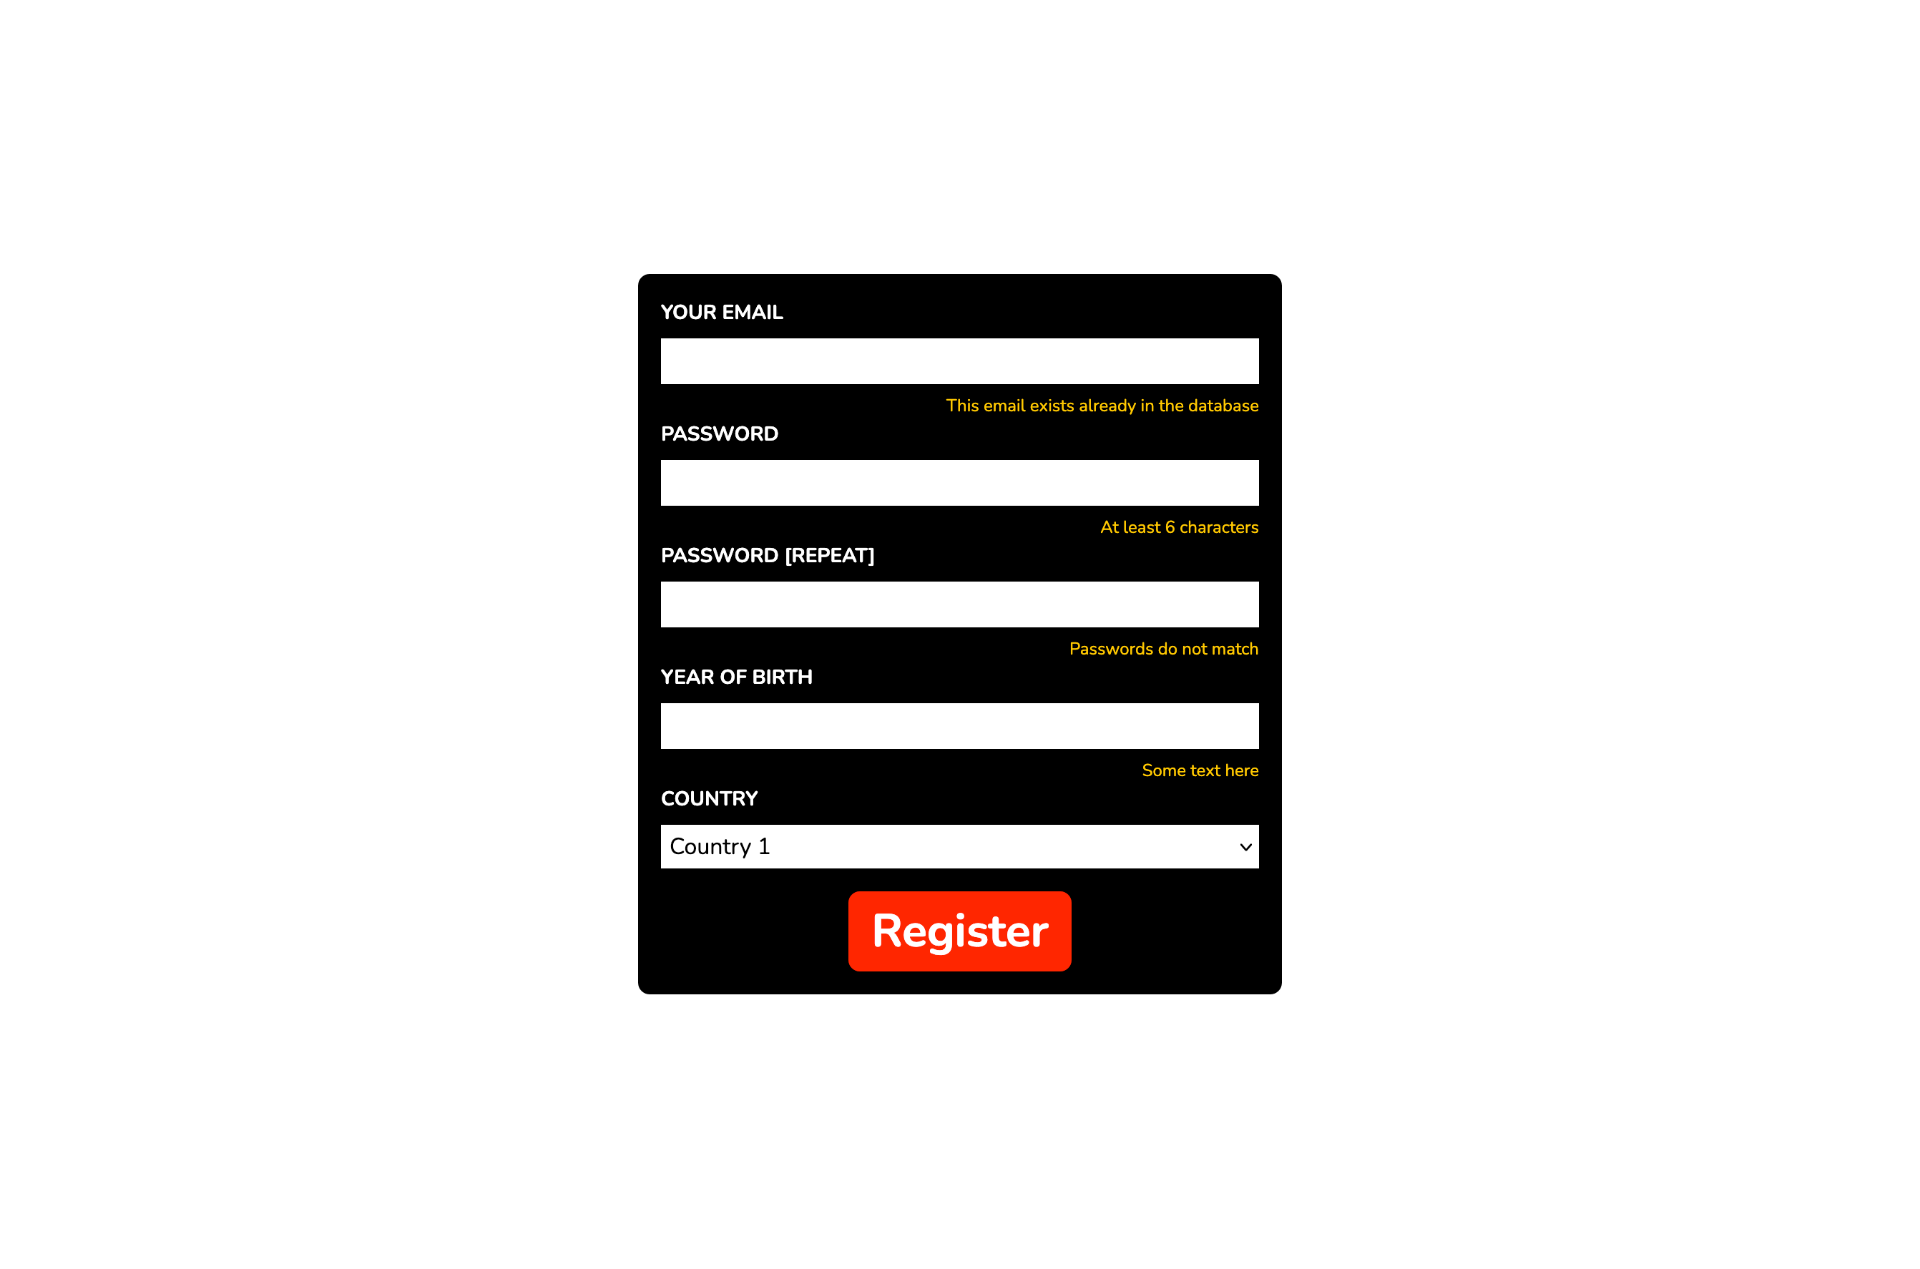 YOUR EMAIL
This email exists already in the database
PASSWORD
At least 6 characters
PASSWORD [REPEAT]
Passwords do not match
YEAR OF BIRTH
Some text here
COUNTRY
Country 1
Register